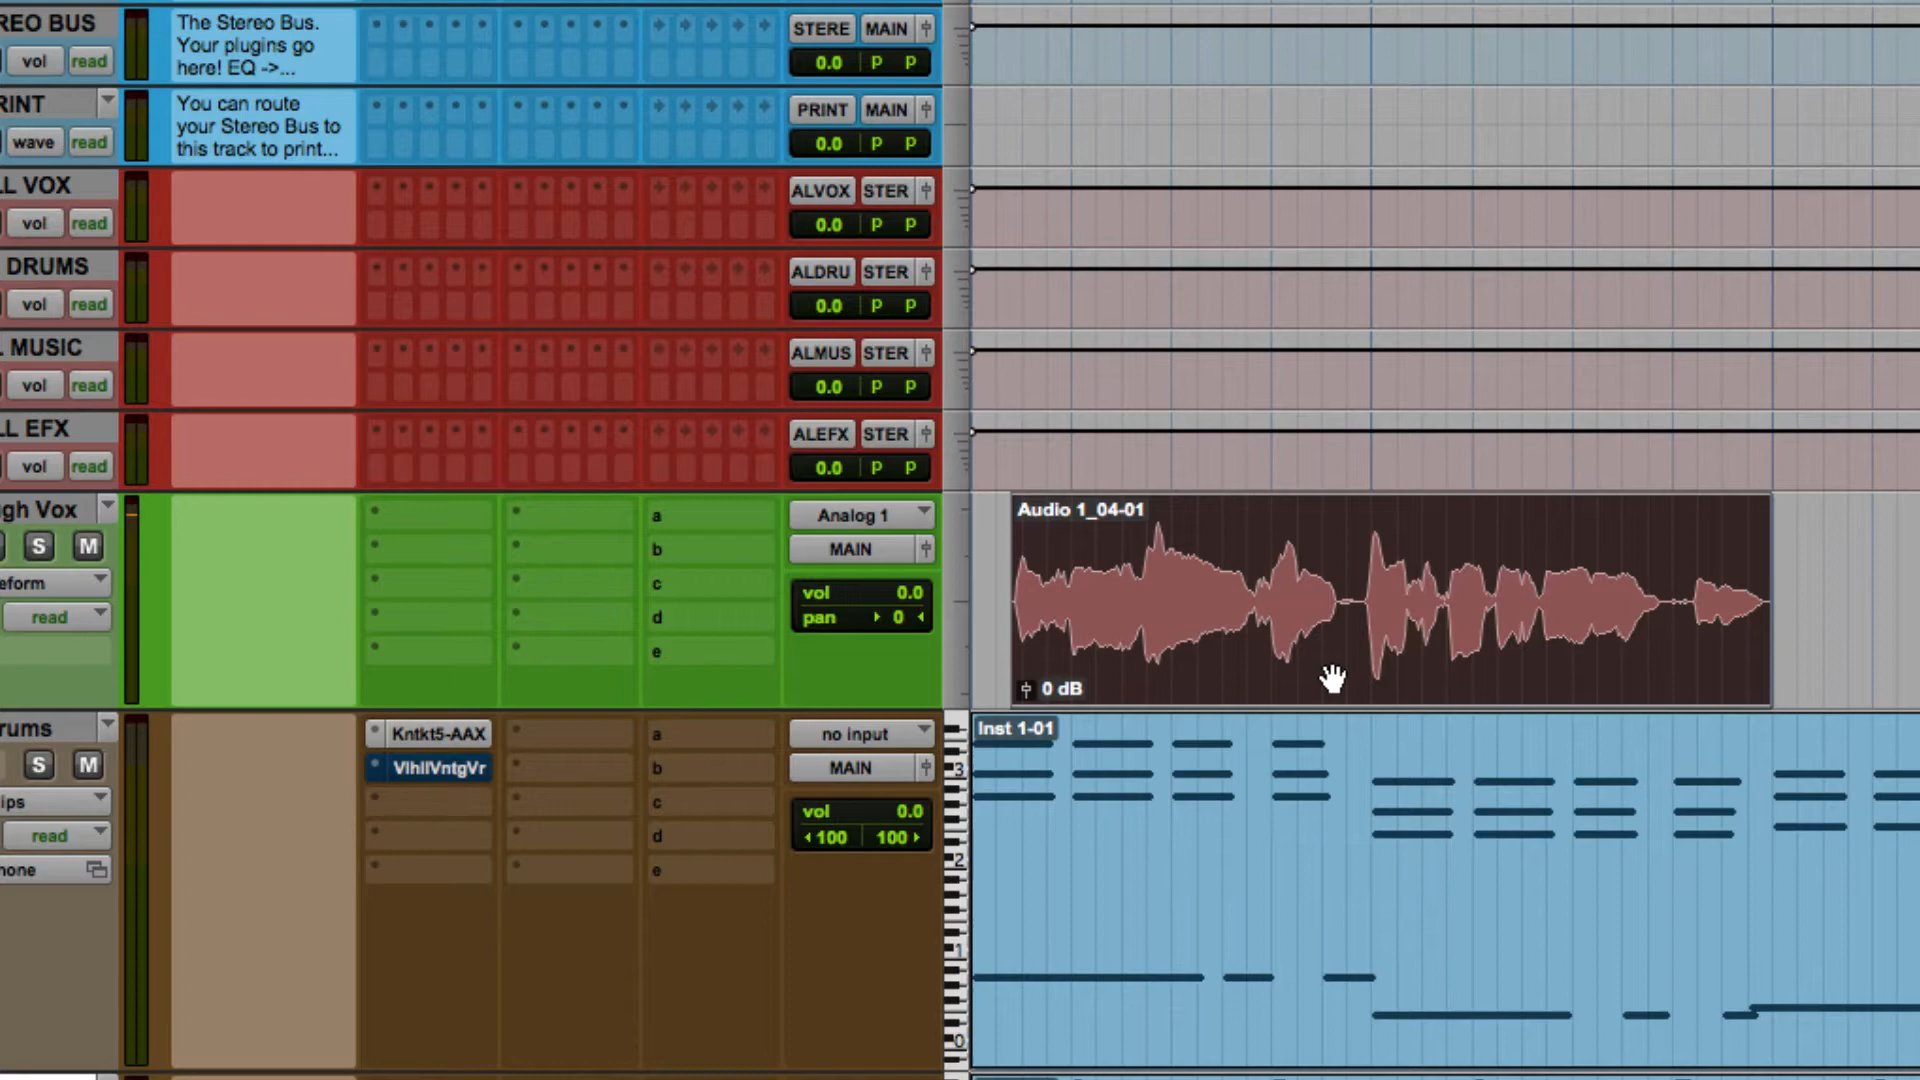 REO BUS
vol read
The Stereo Bus.
Your plugins go
here! EQ ->...
STERE MAIN
0.0 p p
RINT
wave read
You can route
your Stereo Bus to
this track to print...
PRINT MAIN
0.0 p p
LL VOX
vol read
ALVOX STER
0.0 p p
DRUMS
vol read
ALDRU STER
0.0 p p
L MUSIC
vol read
ALMUS STER
0.0 p p
LL EFX
vol read
ALEFX STER
0.0 p p
gh Vox
S M
eform
read
a
b
c
d
e
Analog 1
MAIN
vol 0.0
pan 0
Audio 1_04-01
0 dB
rums
S M
ips
read
none
Kntkt5-AAX
VlhllVntgVr
a
b
c
d
e
no input
MAIN
vol 0.0
100 100
3
2
1
0
Inst 1-01